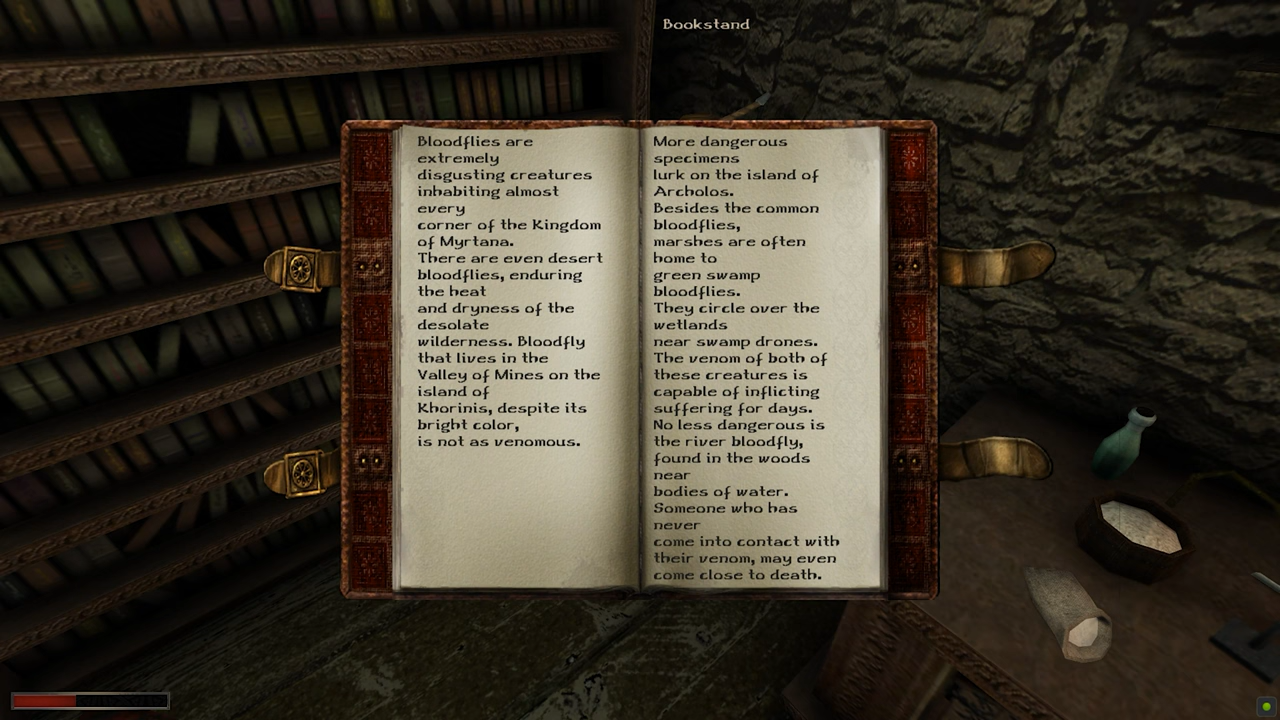 Bookstand
Bloodflies are
extremely
disgusting creatures
inhabiting almost
every
corner of the Kingdom
of Myrtana.
There are even desert
bloodflies, enduring
the heat
and dryness of the
desolate
wilderness. Bloodfly
that lives in the
Valley of Mines on the
island of
Khorinis, despite its
bright color,
is not as venomous.
More dangerous
specimens
lurk on the island of
Archolos.
Besides the common
bloodflies,
marshes are often
home to
green swamp
bloodflies.
They circle over the
wetlands
near swamp drones.
The venom of both of
these creatures is
capable of inflicting
suffering for days.
No less dangerous is
the river bloodfly,
found in the woods
near
bodies of water.
Someone who has
never
come into contact with
their venom, may even
come close to death.